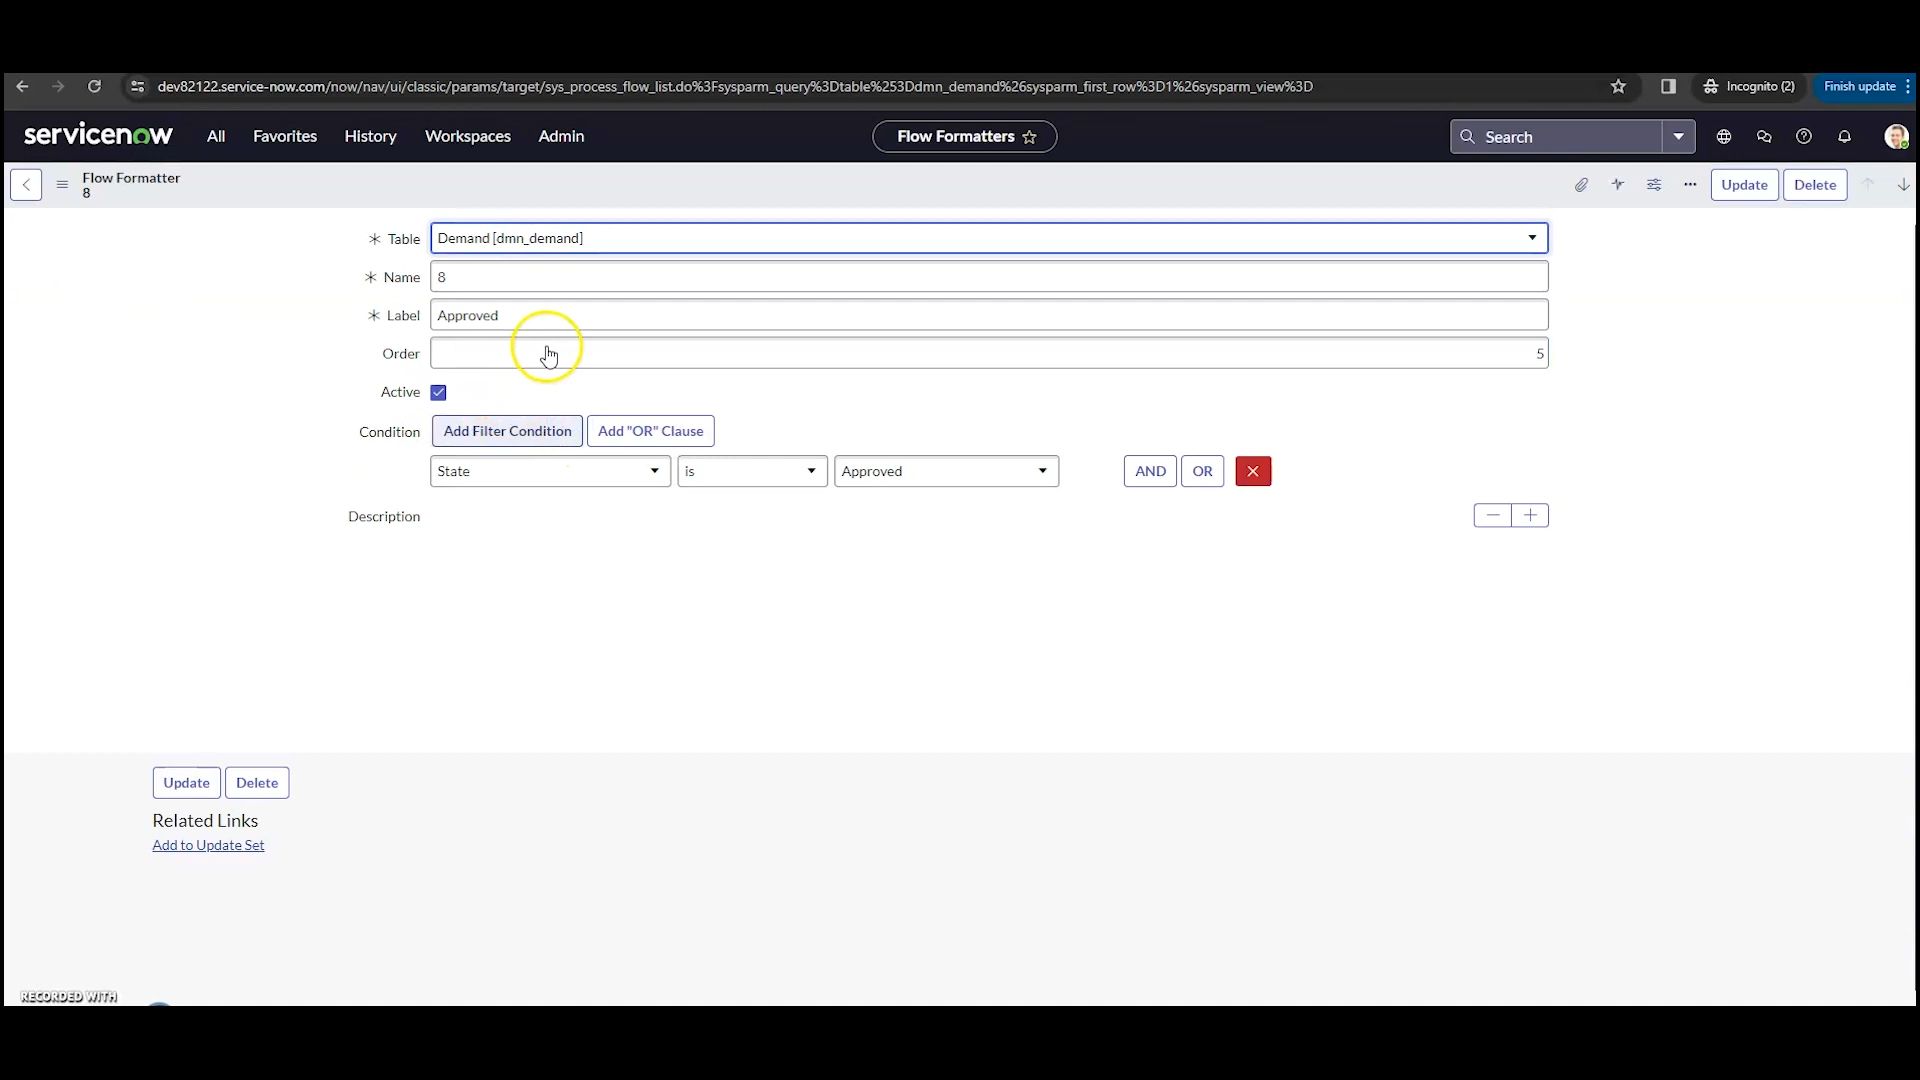 dev82122.service-now.com/now/nav/ui/classic/params/target/sys_process_flow_list.do%3Fsysparm_query%3Dtable%253Ddmn_demand%26sysparm_first_row%3D1%26sysparm_view%3D
Incognito (2)
Finish update
servicenow
All
Favorites
History
Workspaces
Admin
Flow Formatters
Search
Flow Formatter
8
Update
Delete
Table
Demand [dmn_demand]
Name
8
Label
Approved
Order
5
Active
Condition
Add Filter Condition
Add "OR" Clause
State
is
Approved
AND
OR
Description
Update
Delete
Related Links
Add to Update Set
RECORDED WITH